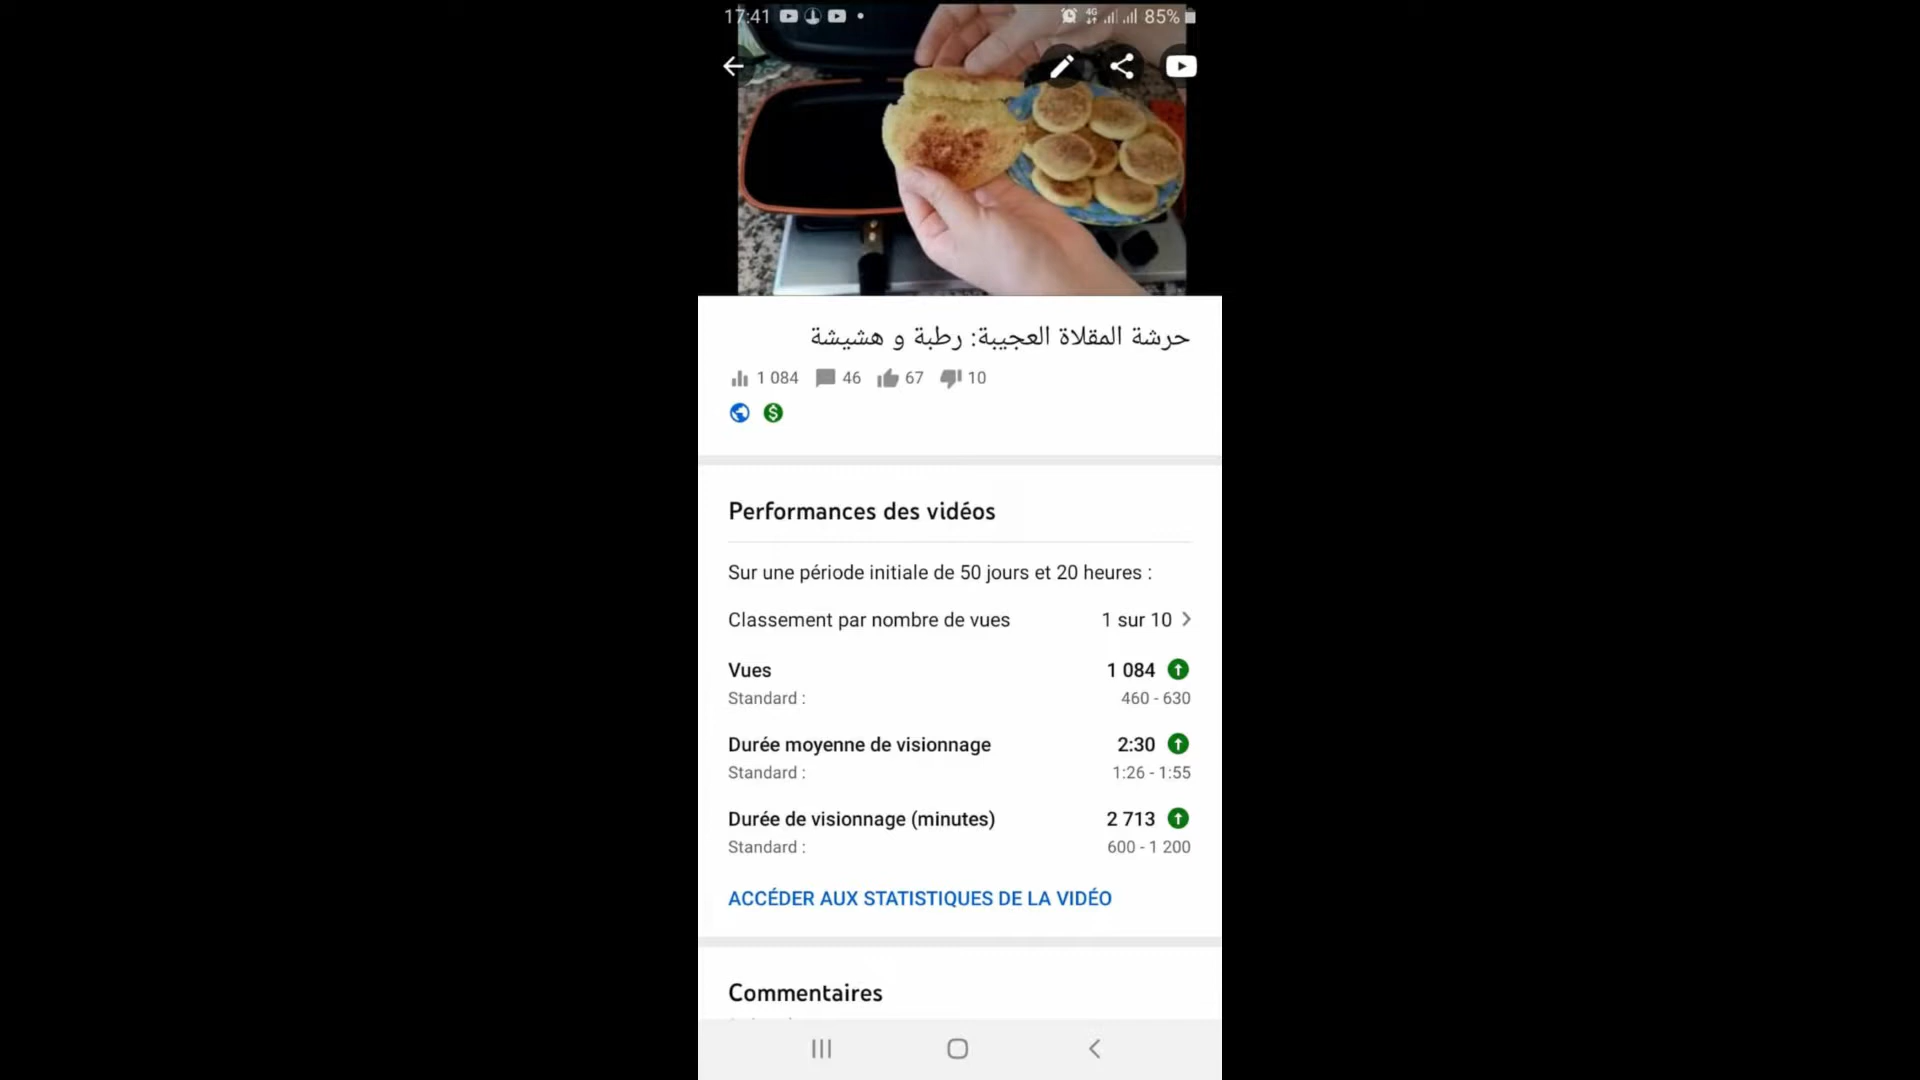 17:41 4G 85%
حرشة المقلاة العجيبة: رطبة و هشيشة
1 084 46 67 10
Performances des vidéos
Sur une période initiale de 50 jours et 20 heures :
Classement par nombre de vues 1 sur 10
Vues 1 084
Standard : 460 - 630
Durée moyenne de visionnage 2:30
Standard : 1:26 - 1:55
Durée de visionnage (minutes) 2 713
Standard : 600 - 1 200
ACCÉDER AUX STATISTIQUES DE LA VIDÉO
Commentaires